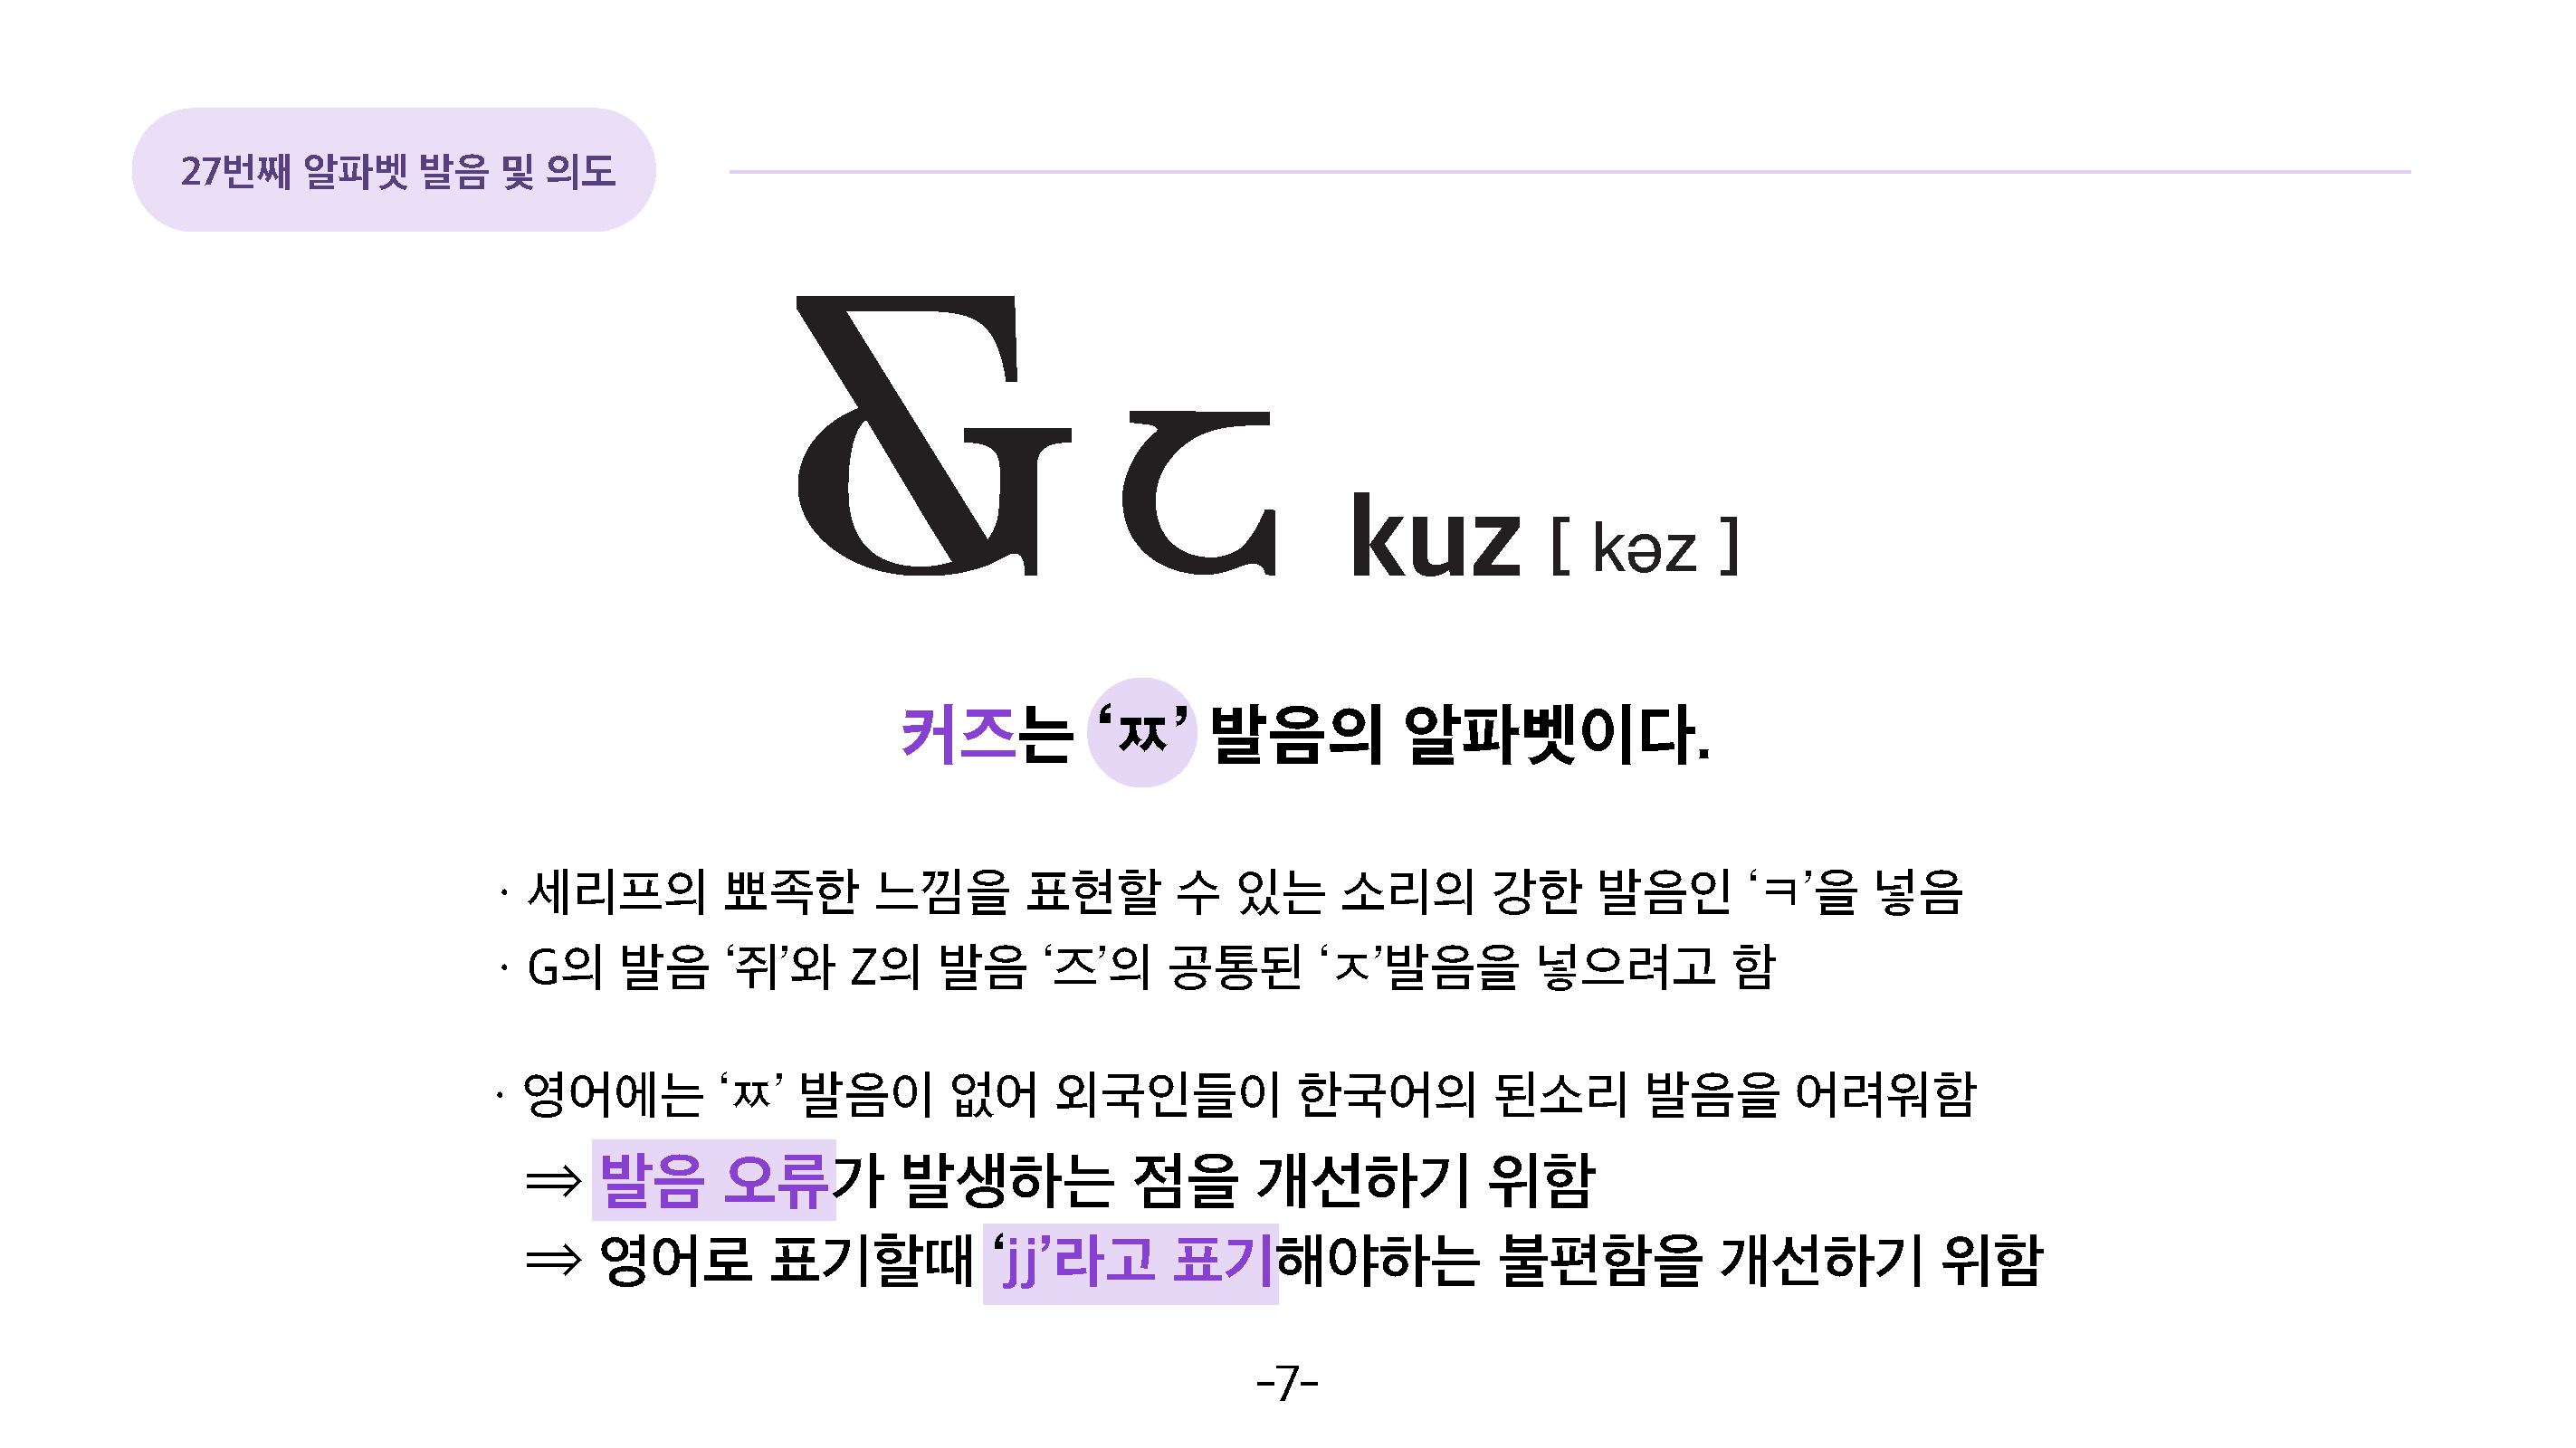 27번째 알파벳 발음 및 의도
kuz [ kəz ]
커즈는 ‘ㅉ’ 발음의 알파벳이다.
· 세리프의 뾰족한 느낌을 표현할 수 있는 소리의 강한 발음인 ‘ㅋ’을 넣음
· G의 발음 ‘쥐’와 Z의 발음 ‘즈’의 공통된 ‘ㅈ’발음을 넣으려고 함
· 영어에는 ‘ㅉ’ 발음이 없어 외국인들이 한국어의 된소리 발음을 어려워함
⇒ 발음 오류가 발생하는 점을 개선하기 위함
⇒ 영어로 표기할때 ‘jj’라고 표기해야하는 불편함을 개선하기 위함
-7-